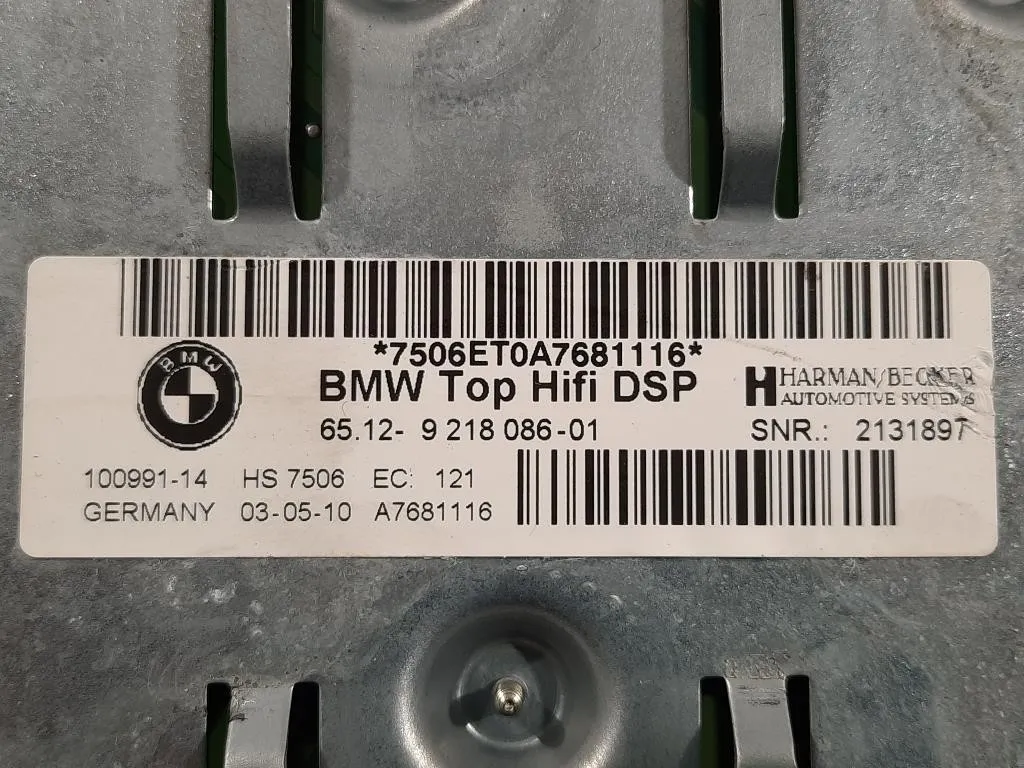 *7506ET0A7681116*
BMW
BMW Top Hifi DSP
HARMAN/BECKER
AUTOMOTIVE SYSTEMS
65.12- 9 218 086-01
SNR.: 2131897
100991-14 HS 7506 EC: 121
GERMANY 03-05-10 A7681116